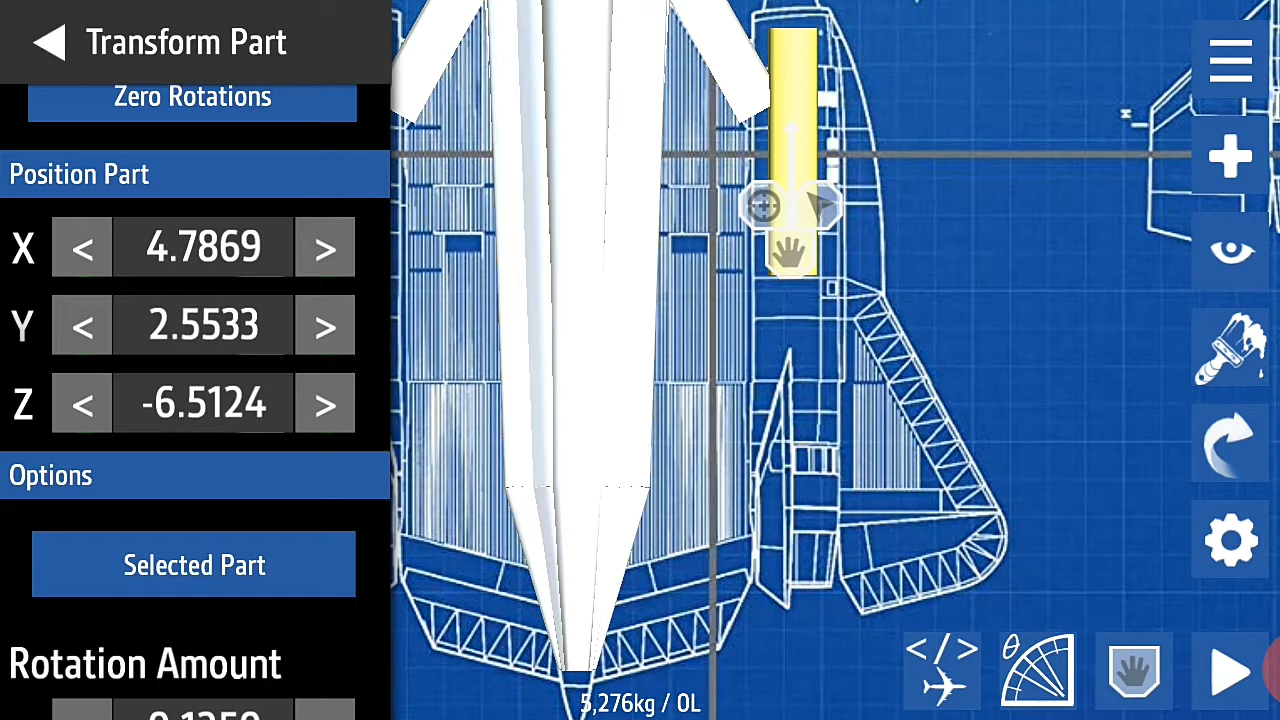 Transform Part
Zero Rotations
Position Part
X < 4.7869 >
Y < 2.5533 >
Z < -6.5124 >
Options
Selected Part
Rotation Amount
5,276kg / 0L